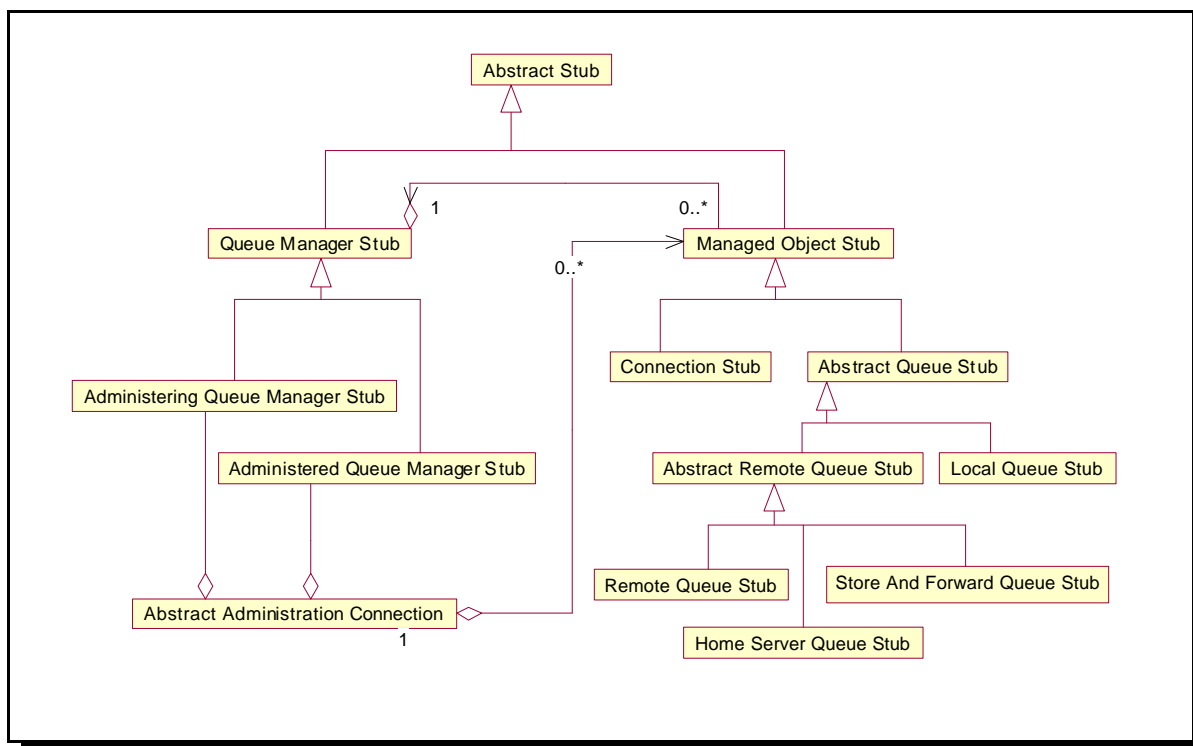 Abstract Stub
1
0..*
Queue Manager Stub
Managed Object Stub
0..*
Connection Stub
Abstract Queue Stub
Administering Queue Manager Stub
Administered Queue Manager Stub
Abstract Remote Queue Stub
Local Queue Stub
Remote Queue Stub
Store And Forward Queue Stub
Abstract Administration Connection
1
Home Server Queue Stub